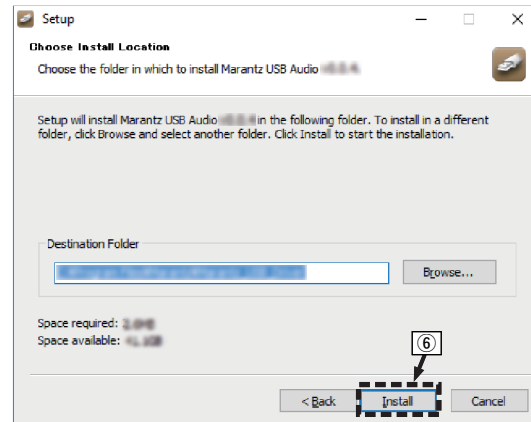 Setup
Choose Install Location
Choose the folder in which to install Marantz USB Audio
Setup will install Marantz USB Audio in the following folder. To install in a different
folder, click Browse and select another folder. Click Install to start the installation.
Destination Folder
Browse...
Space required:
Space available:
⑥
< Back Install Cancel